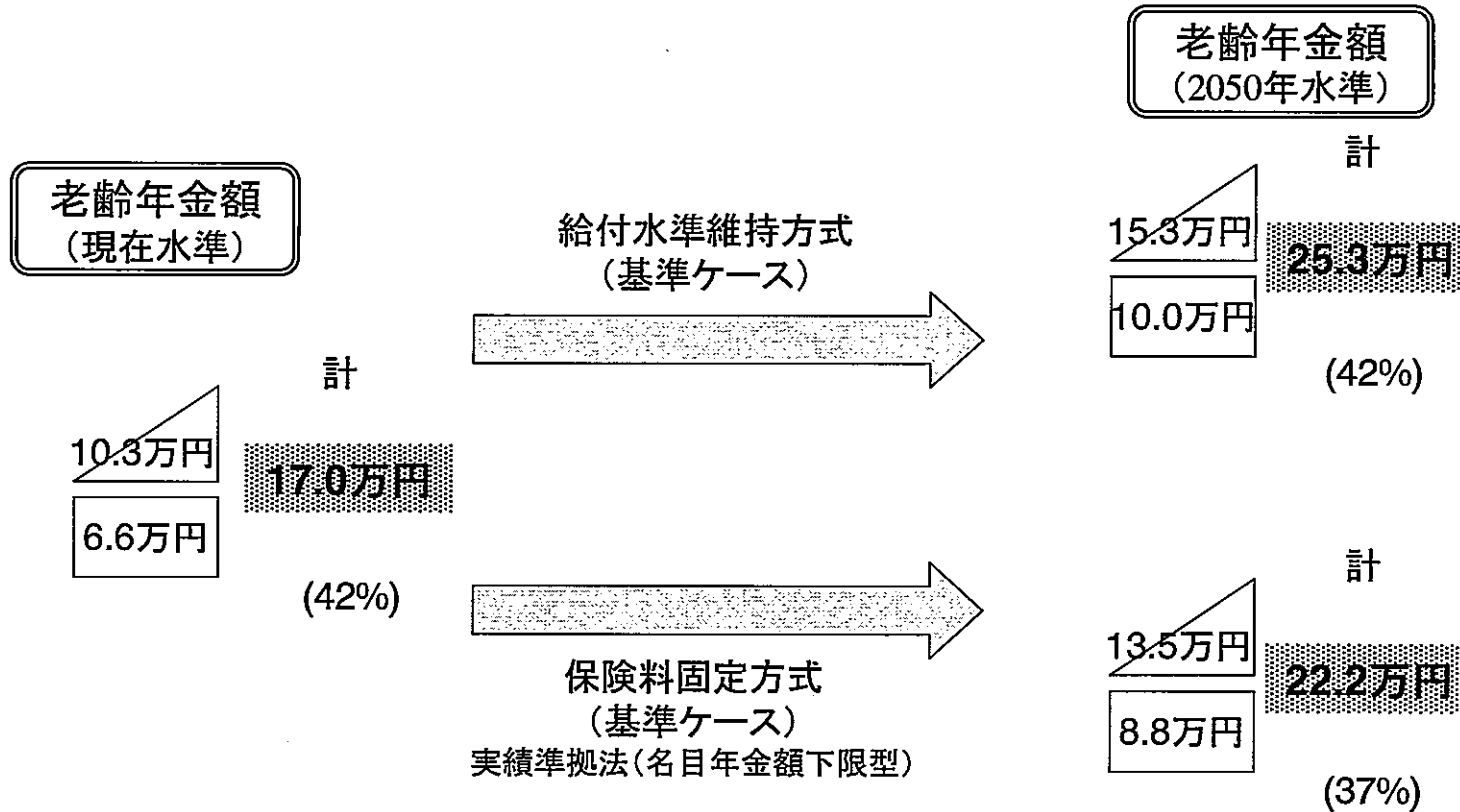 老齢年金額
（現在水準）
計
10.3万円
17.0万円
6.6万円
(42%)
給付水準維持方式
（基準ケース）
保険料固定方式
（基準ケース）
実績準拠法（名目年金額下限型）
老齢年金額
（2050年水準）
計
15.3万円
25.3万円
10.0万円
(42%)
計
13.5万円
22.2万円
8.8万円
(37%)